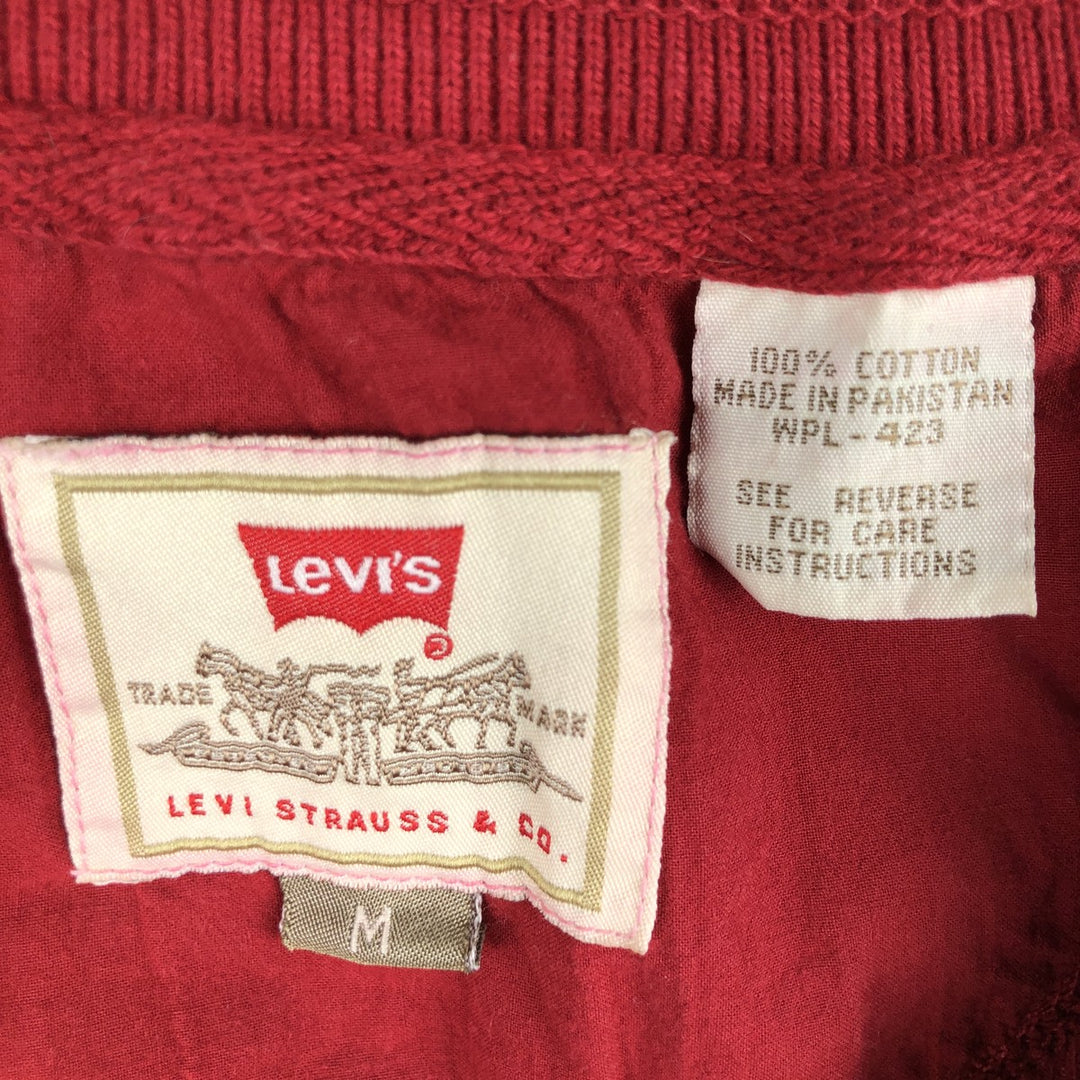 LEVI'S
®
TRADE MARK
LEVI STRAUSS & CO.
M
100% COTTON
MADE IN PAKISTAN
WPL-423
SEE REVERSE
FOR CARE
INSTRUCTIONS